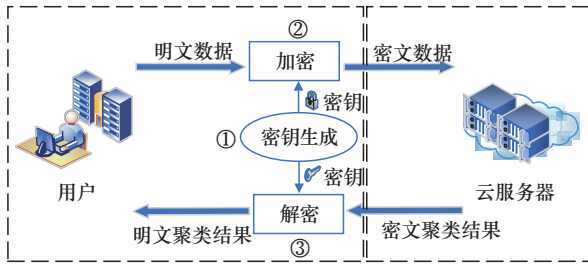 ②
明文数据
加密
密文数据
密钥
①
密钥生成
密钥
用户
云服务器
解密
明文聚类结果
密文聚类结果
③